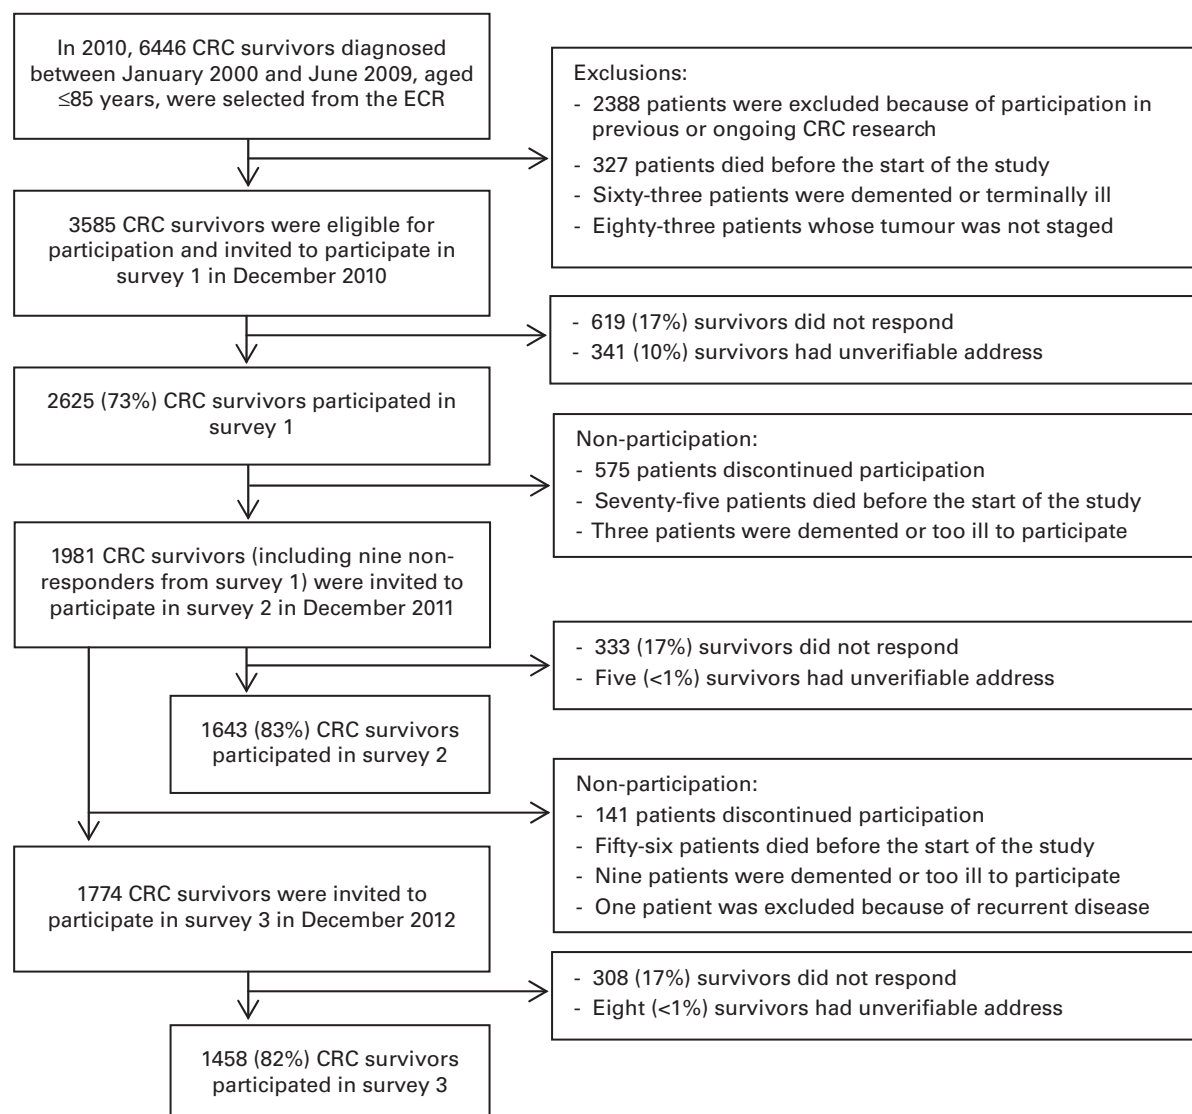 In 2010, 6446 CRC survivors diagnosed
between January 2000 and June 2009, aged
≤85 years, were selected from the ECR
Exclusions:
- 2388 patients were excluded because of participation in
previous or ongoing CRC research
- 327 patients died before the start of the study
- Sixty-three patients were demented or terminally ill
- Eighty-three patients whose tumour was not staged
3585 CRC survivors were eligible for
participation and invited to participate in
survey 1 in December 2010
- 619 (17%) survivors did not respond
- 341 (10%) survivors had unverifiable address
2625 (73%) CRC survivors participated in
survey 1
Non-participation:
- 575 patients discontinued participation
- Seventy-five patients died before the start of the study
- Three patients were demented or too ill to participate
1981 CRC survivors (including nine non-
responders from survey 1) were invited to
participate in survey 2 in December 2011
- 333 (17%) survivors did not respond
- Five (<1%) survivors had unverifiable address
1643 (83%) CRC survivors
participated in survey 2
Non-participation:
- 141 patients discontinued participation
- Fifty-six patients died before the start of the study
- Nine patients were demented or too ill to participate
- One patient was excluded because of recurrent disease
1774 CRC survivors were invited to
participate in survey 3 in December 2012
- 308 (17%) survivors did not respond
- Eight (<1%) survivors had unverifiable address
1458 (82%) CRC survivors
participated in survey 3